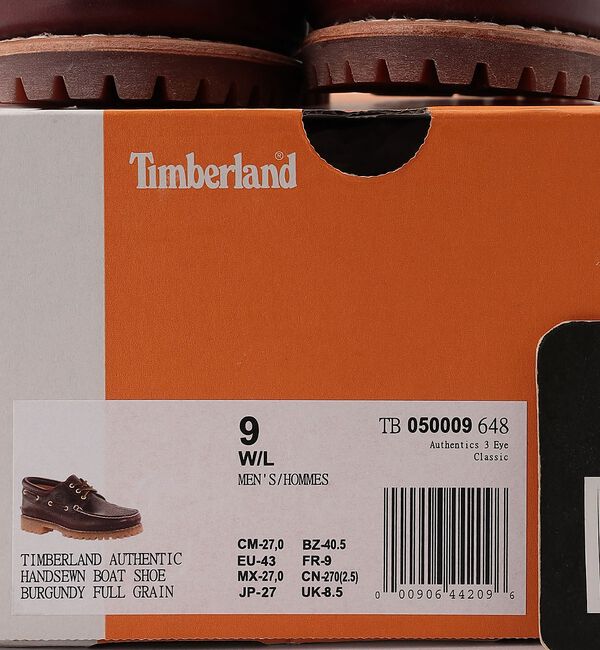 Timberland®
9
W/L
MEN'S/HOMMES
TB 050009 648
Authentics 3 Eye
Classic
TIMBERLAND AUTHENTIC
HANDSEWN BOAT SHOE
BURGUNDY FULL GRAIN
CM-27,0 BZ-40.5
EU-43 FR-9
MX-27,0 CN-270(2.5)
JP-27 UK-8.5
0 00906 44209 6